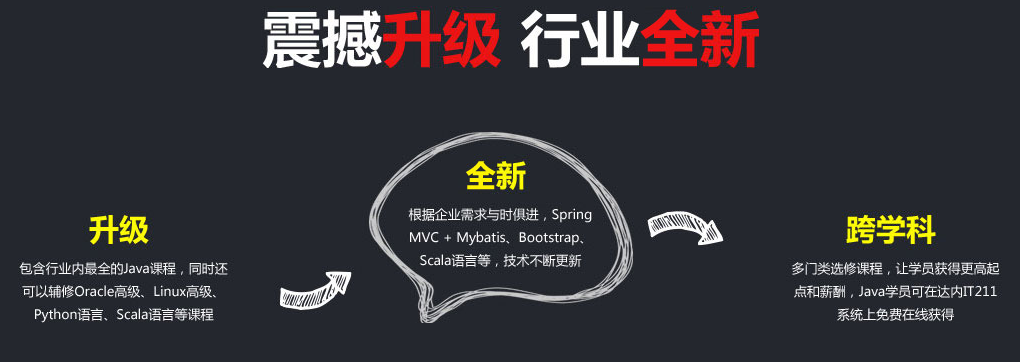 震撼升级 行业全新
升级
包含行业内最全的Java课程，同时还
可以辅修Oracle高级、Linux高级、
Python语言、Scala语言等课程
全新
根据企业需求与时俱进，Spring
MVC + Mybatis、Bootstrap、
Scala语言等，技术不断更新
跨学科
多门类选修课程，让学员获得更高起
点和薪酬，Java学员可在达内IT211
系统上免费在线获得